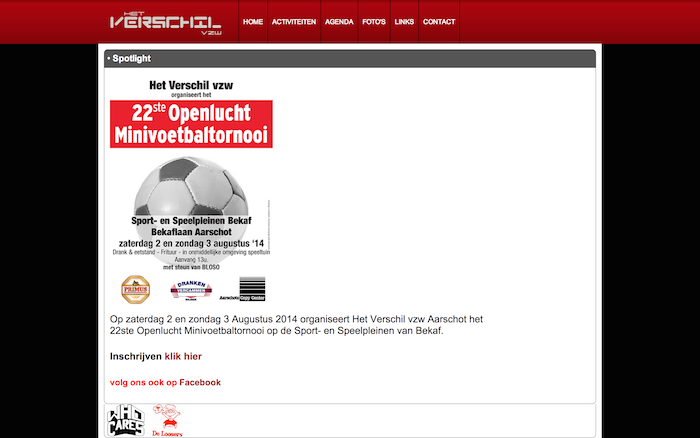 HET
VERSCHIL
VZW
HOME
ACTIVITEITEN
AGENDA
FOTO'S
LINKS
CONTACT
• Spotlight
Het Verschil vzw
organiseert het
22ste Openlucht
Minivoetbaltornooi
Sport- en Speelpleinen Bekaf
Bekaflaan Aarschot
zaterdag 2 en zondag 3 augustus '14
Drank & eetstand - Frituur - in onmiddelijke omgeving speeltuin
Aanvang 13u.
met steun van BLOSO
PRIMUS
DRANKEN
VERCAMMEN
Aarschots Copy Center
Op zaterdag 2 en zondag 3 Augustus 2014 organiseert Het Verschil vzw Aarschot het
22ste Openlucht Minivoetbaltornooi op de Sport- en Speelpleinen van Bekaf.
Inschrijven klik hier
volg ons ook op Facebook
WHO
CARES
De Loosers